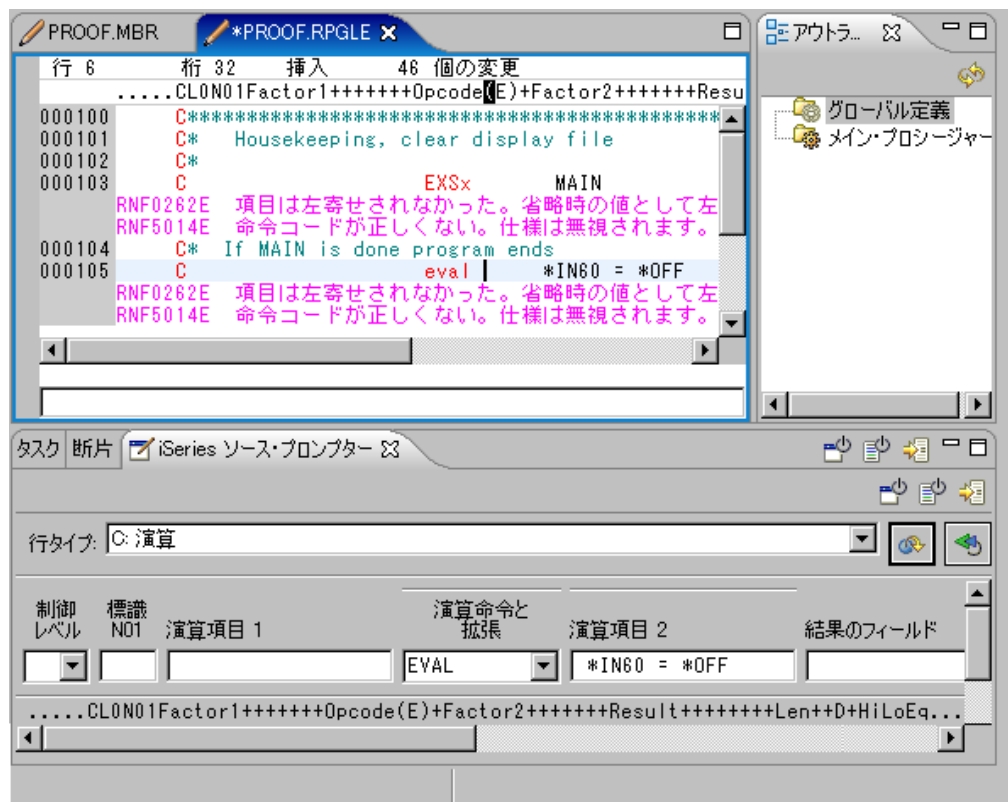 PROOF.MBR
*PROOF.RPGLE
アウトラ...
行 6 桁 32 挿入 46 個の変更
.....CL0N01Factor1+++++++Opcode(E)+Factor2+++++++Resu
000100 C*********************************************
000101 C* Housekeeping, clear display file
000102 C*
000103 C EXSx MAIN
RNF0262E 項目は左寄せされなかった。省略時の値として左
RNF5014E 命令コードが正しくない。仕様は無視されます。
000104 C* If MAIN is done program ends
000105 C eval *IN60 = *OFF
RNF0262E 項目は左寄せされなかった。省略時の値として左
RNF5014E 命令コードが正しくない。仕様は無視されます。
グローバル定義
メイン・プロシージャー
タスク 断片 iSeries ソース・プロンプター
行タイプ: C: 演算
制御レベル
標識 N01
演算項目 1
演算命令と拡張
演算項目 2
結果のフィールド
EVAL *IN60 = *OFF
.....CL0N01Factor1+++++++Opcode(E)+Factor2+++++++Result++++++++Len++D+HiLoEq...